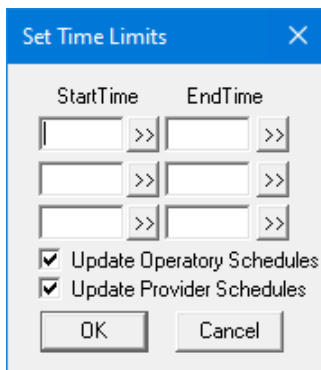 Set Time Limits
StartTime EndTime
>> >>
>> >>
>> >>
Update Operatory Schedules
Update Provider Schedules
OK Cancel